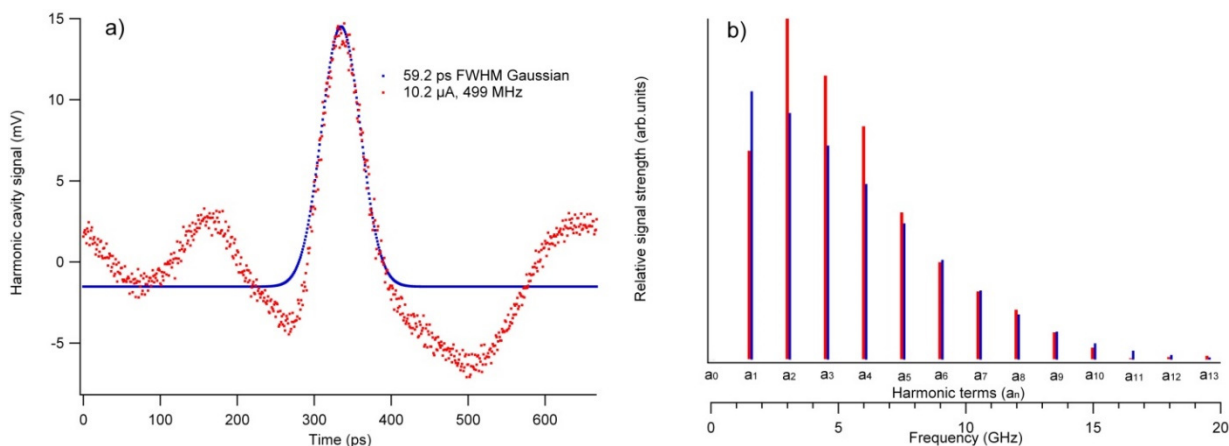 a)
15
10
5
0
-5
Harmonic cavity signal (mV)
59.2 ps FWHM Gaussian
10.2 µA, 499 MHz
0 100 200 300 400 500 600
Time (ps)
b)
Relative signal strength (arb.units)
a0 a1 a2 a3 a4 a5 a6 a7 a8 a9 a10 a11 a12 a13
Harmonic terms (an)
0 5 10 15 20
Frequency (GHz)